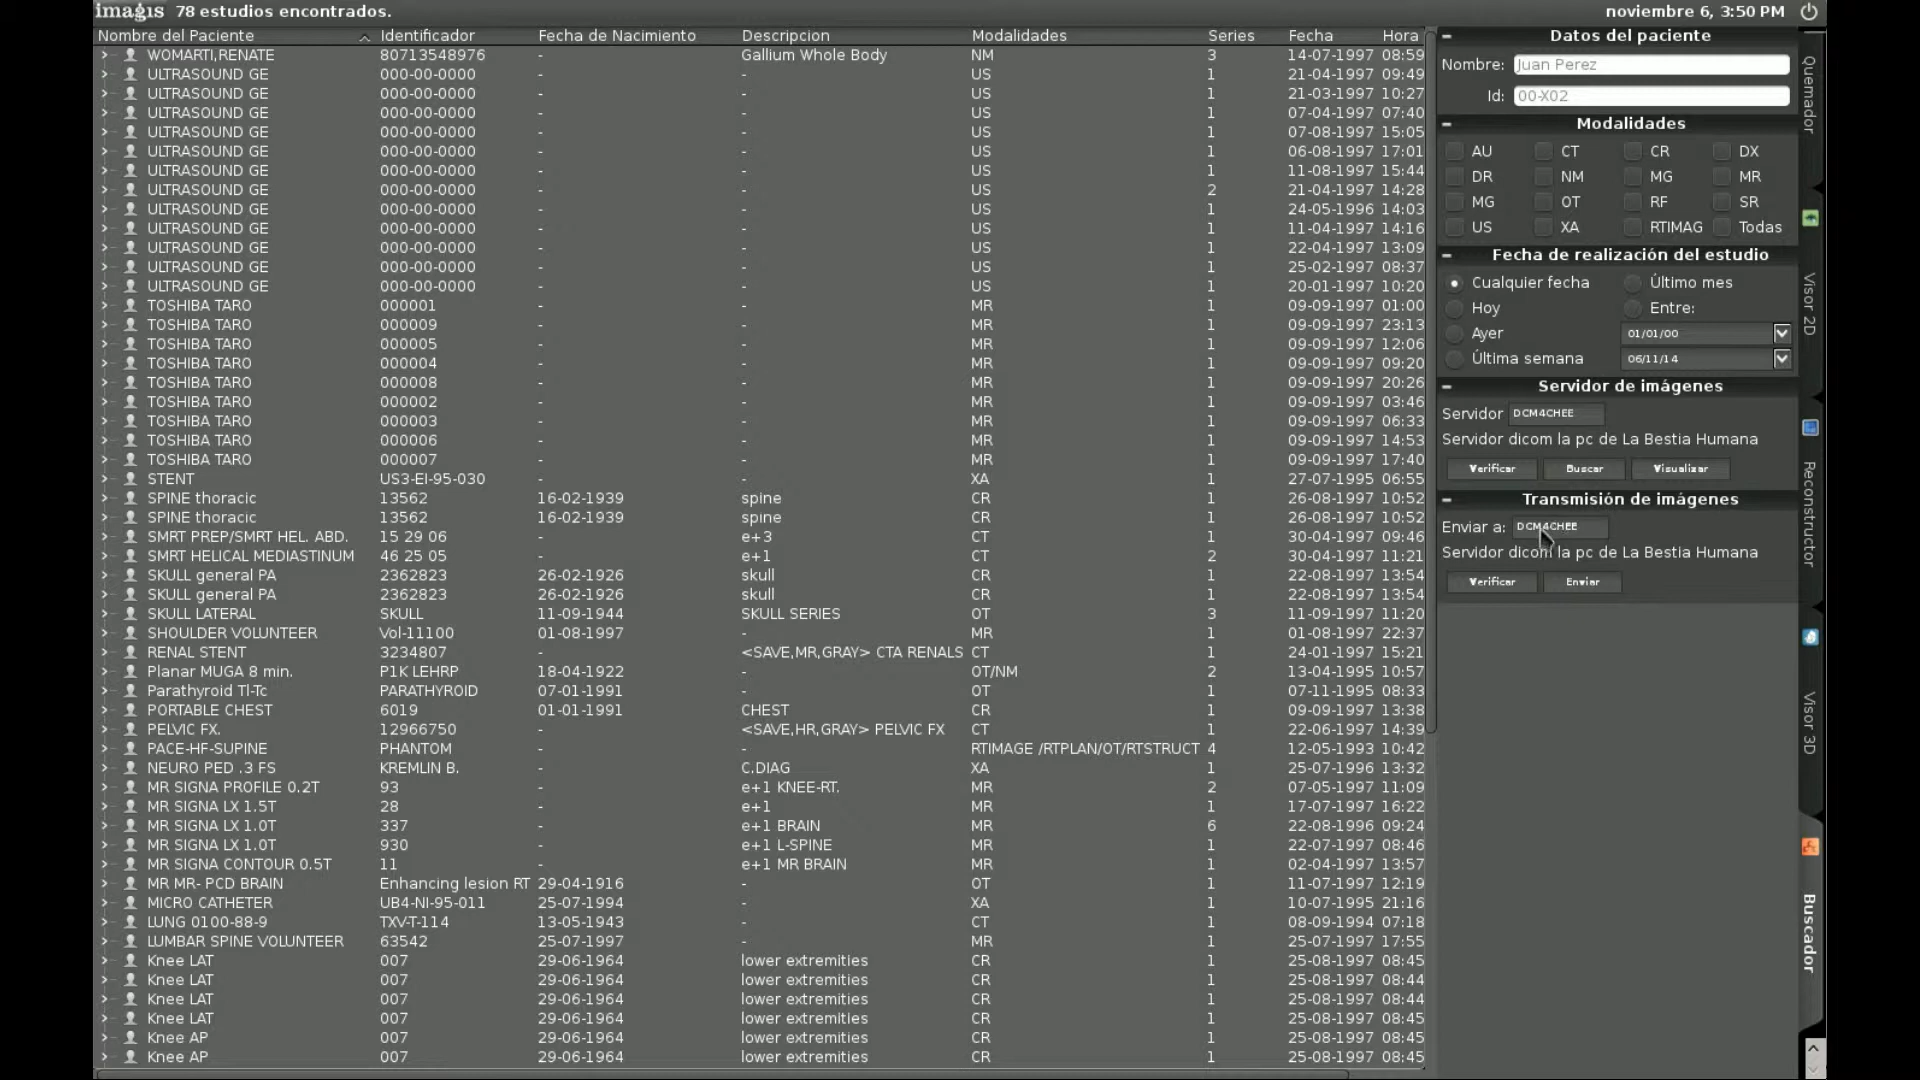 imagis 78 estudios encontrados. noviembre 6, 3:50 PM
Nombre del Paciente Identificador Fecha de Nacimiento Descripcion Modalidades Series Fecha Hora
WOMARTI,RENATE 80713548976 - Gallium Whole Body NM 3 14-07-1997 08:59
ULTRASOUND GE 000-00-0000 - - US 1 21-04-1997 09:49
ULTRASOUND GE 000-00-0000 - - US 1 21-03-1997 10:27
ULTRASOUND GE 000-00-0000 - - US 1 07-04-1997 07:40
ULTRASOUND GE 000-00-0000 - - US 1 07-08-1997 15:05
ULTRASOUND GE 000-00-0000 - - US 1 06-08-1997 17:01
ULTRASOUND GE 000-00-0000 - - US 1 11-08-1997 15:44
ULTRASOUND GE 000-00-0000 - - US 2 21-04-1997 14:28
ULTRASOUND GE 000-00-0000 - - US 1 24-05-1996 14:03
ULTRASOUND GE 000-00-0000 - - US 1 11-04-1997 14:16
ULTRASOUND GE 000-00-0000 - - US 1 22-04-1997 13:09
ULTRASOUND GE 000-00-0000 - - US 1 25-02-1997 08:37
ULTRASOUND GE 000-00-0000 - - US 1 20-01-1997 10:20
TOSHIBA TARO 000001 - - MR 1 09-09-1997 01:00
TOSHIBA TARO 000009 - - MR 1 09-09-1997 23:13
TOSHIBA TARO 000005 - - MR 1 09-09-1997 12:06
TOSHIBA TARO 000004 - - MR 1 09-09-1997 09:20
TOSHIBA TARO 000008 - - MR 1 09-09-1997 20:26
TOSHIBA TARO 000002 - - MR 1 09-09-1997 03:46
TOSHIBA TARO 000003 - - MR 1 09-09-1997 06:33
TOSHIBA TARO 000006 - - MR 1 09-09-1997 14:53
TOSHIBA TARO 000007 - - MR 1 09-09-1997 17:40
STENT US3-EI-95-030 - - XA 1 27-07-1995 06:55
SPINE thoracic 13562 16-02-1939 spine CR 1 26-08-1997 10:52
SPINE thoracic 13562 16-02-1939 spine CR 1 26-08-1997 10:52
SMRT PREP/SMRT HEL. ABD. 15 29 06 - e+3 CT 1 30-04-1997 09:46
SMRT HELICAL MEDIASTINUM 46 25 05 - e+1 CT 2 30-04-1997 11:21
SKULL general PA 2362823 26-02-1926 skull CR 1 22-08-1997 13:54
SKULL general PA 2362823 26-02-1926 skull CR 1 22-08-1997 13:54
SKULL LATERAL SKULL 11-09-1944 SKULL SERIES OT 3 11-09-1997 11:20
SHOULDER VOLUNTEER Vol-11100 01-08-1997 - MR 1 01-08-1997 22:37
RENAL STENT 3234807 - <SAVE,MR,GRAY> CTA RENALS CT 1 24-01-1997 15:21
Planar MUGA 8 min. P1K LEHRP 18-04-1922 - OT/NM 2 13-04-1995 10:57
Parathyroid Tl-Tc PARATHYROID 07-01-1991 - OT 1 07-11-1995 08:33
PORTABLE CHEST 6019 01-01-1991 CHEST CR 1 09-09-1997 13:38
PELVIC FX. 12966750 - <SAVE,HR,GRAY> PELVIC FX CT 1 22-06-1997 14:39
PACE-HF-SUPINE PHANTOM - - RTIMAGE /RTPLAN/OT/RTSTRUCT 4 12-05-1993 10:42
NEURO PED .3 FS KREMLIN B. - C.DIAG XA 1 25-07-1996 13:32
MR SIGNA PROFILE 0.2T 93 - e+1 KNEE-RT. MR 2 07-05-1997 11:09
MR SIGNA LX 1.5T 28 - e+1 MR 1 17-07-1997 16:22
MR SIGNA LX 1.0T 337 - e+1 BRAIN MR 6 22-08-1996 09:24
MR SIGNA LX 1.0T 930 - e+1 L-SPINE MR 1 22-07-1997 08:46
MR SIGNA CONTOUR 0.5T 11 - e+1 MR BRAIN MR 1 02-04-1997 13:57
MR MR- PCD BRAIN Enhancing lesion RT 29-04-1916 - OT 1 11-07-1997 12:19
MICRO CATHETER UB4-NI-95-011 25-07-1994 - XA 1 10-07-1995 21:16
LUNG 0100-88-9 TXV-T-114 13-05-1943 - CT 1 08-09-1994 07:18
LUMBAR SPINE VOLUNTEER 63542 25-07-1997 - MR 1 25-07-1997 17:55
Knee LAT 007 29-06-1964 lower extremities CR 1 25-08-1997 08:45
Knee LAT 007 29-06-1964 lower extremities CR 1 25-08-1997 08:44
Knee LAT 007 29-06-1964 lower extremities CR 1 25-08-1997 08:44
Knee LAT 007 29-06-1964 lower extremities CR 1 25-08-1997 08:45
Knee AP 007 29-06-1964 lower extremities CR 1 25-08-1997 08:45
Knee AP 007 29-06-1964 lower extremities CR 1 25-08-1997 08:45
Datos del paciente
Nombre: Juan Perez
Id: 00-X02
Modalidades
AU CT CR DX
DR NM MG MR
MG OT RF SR
US XA RTIMAG Todas
Fecha de realización del estudio
Cualquier fecha Último mes
Hoy Entre:
Ayer 01/01/00
Última semana 06/11/14
Servidor de imágenes
Servidor DCM4CHEE
Servidor dicom la pc de La Bestia Humana
Verificar Buscar Visualizar
Transmisión de imágenes
Enviar a: DCM4CHEE
Servidor dicom la pc de La Bestia Humana
Verificar Enviar
Quemador
Visor 2D
Reconstructor
Visor 3D
Buscador